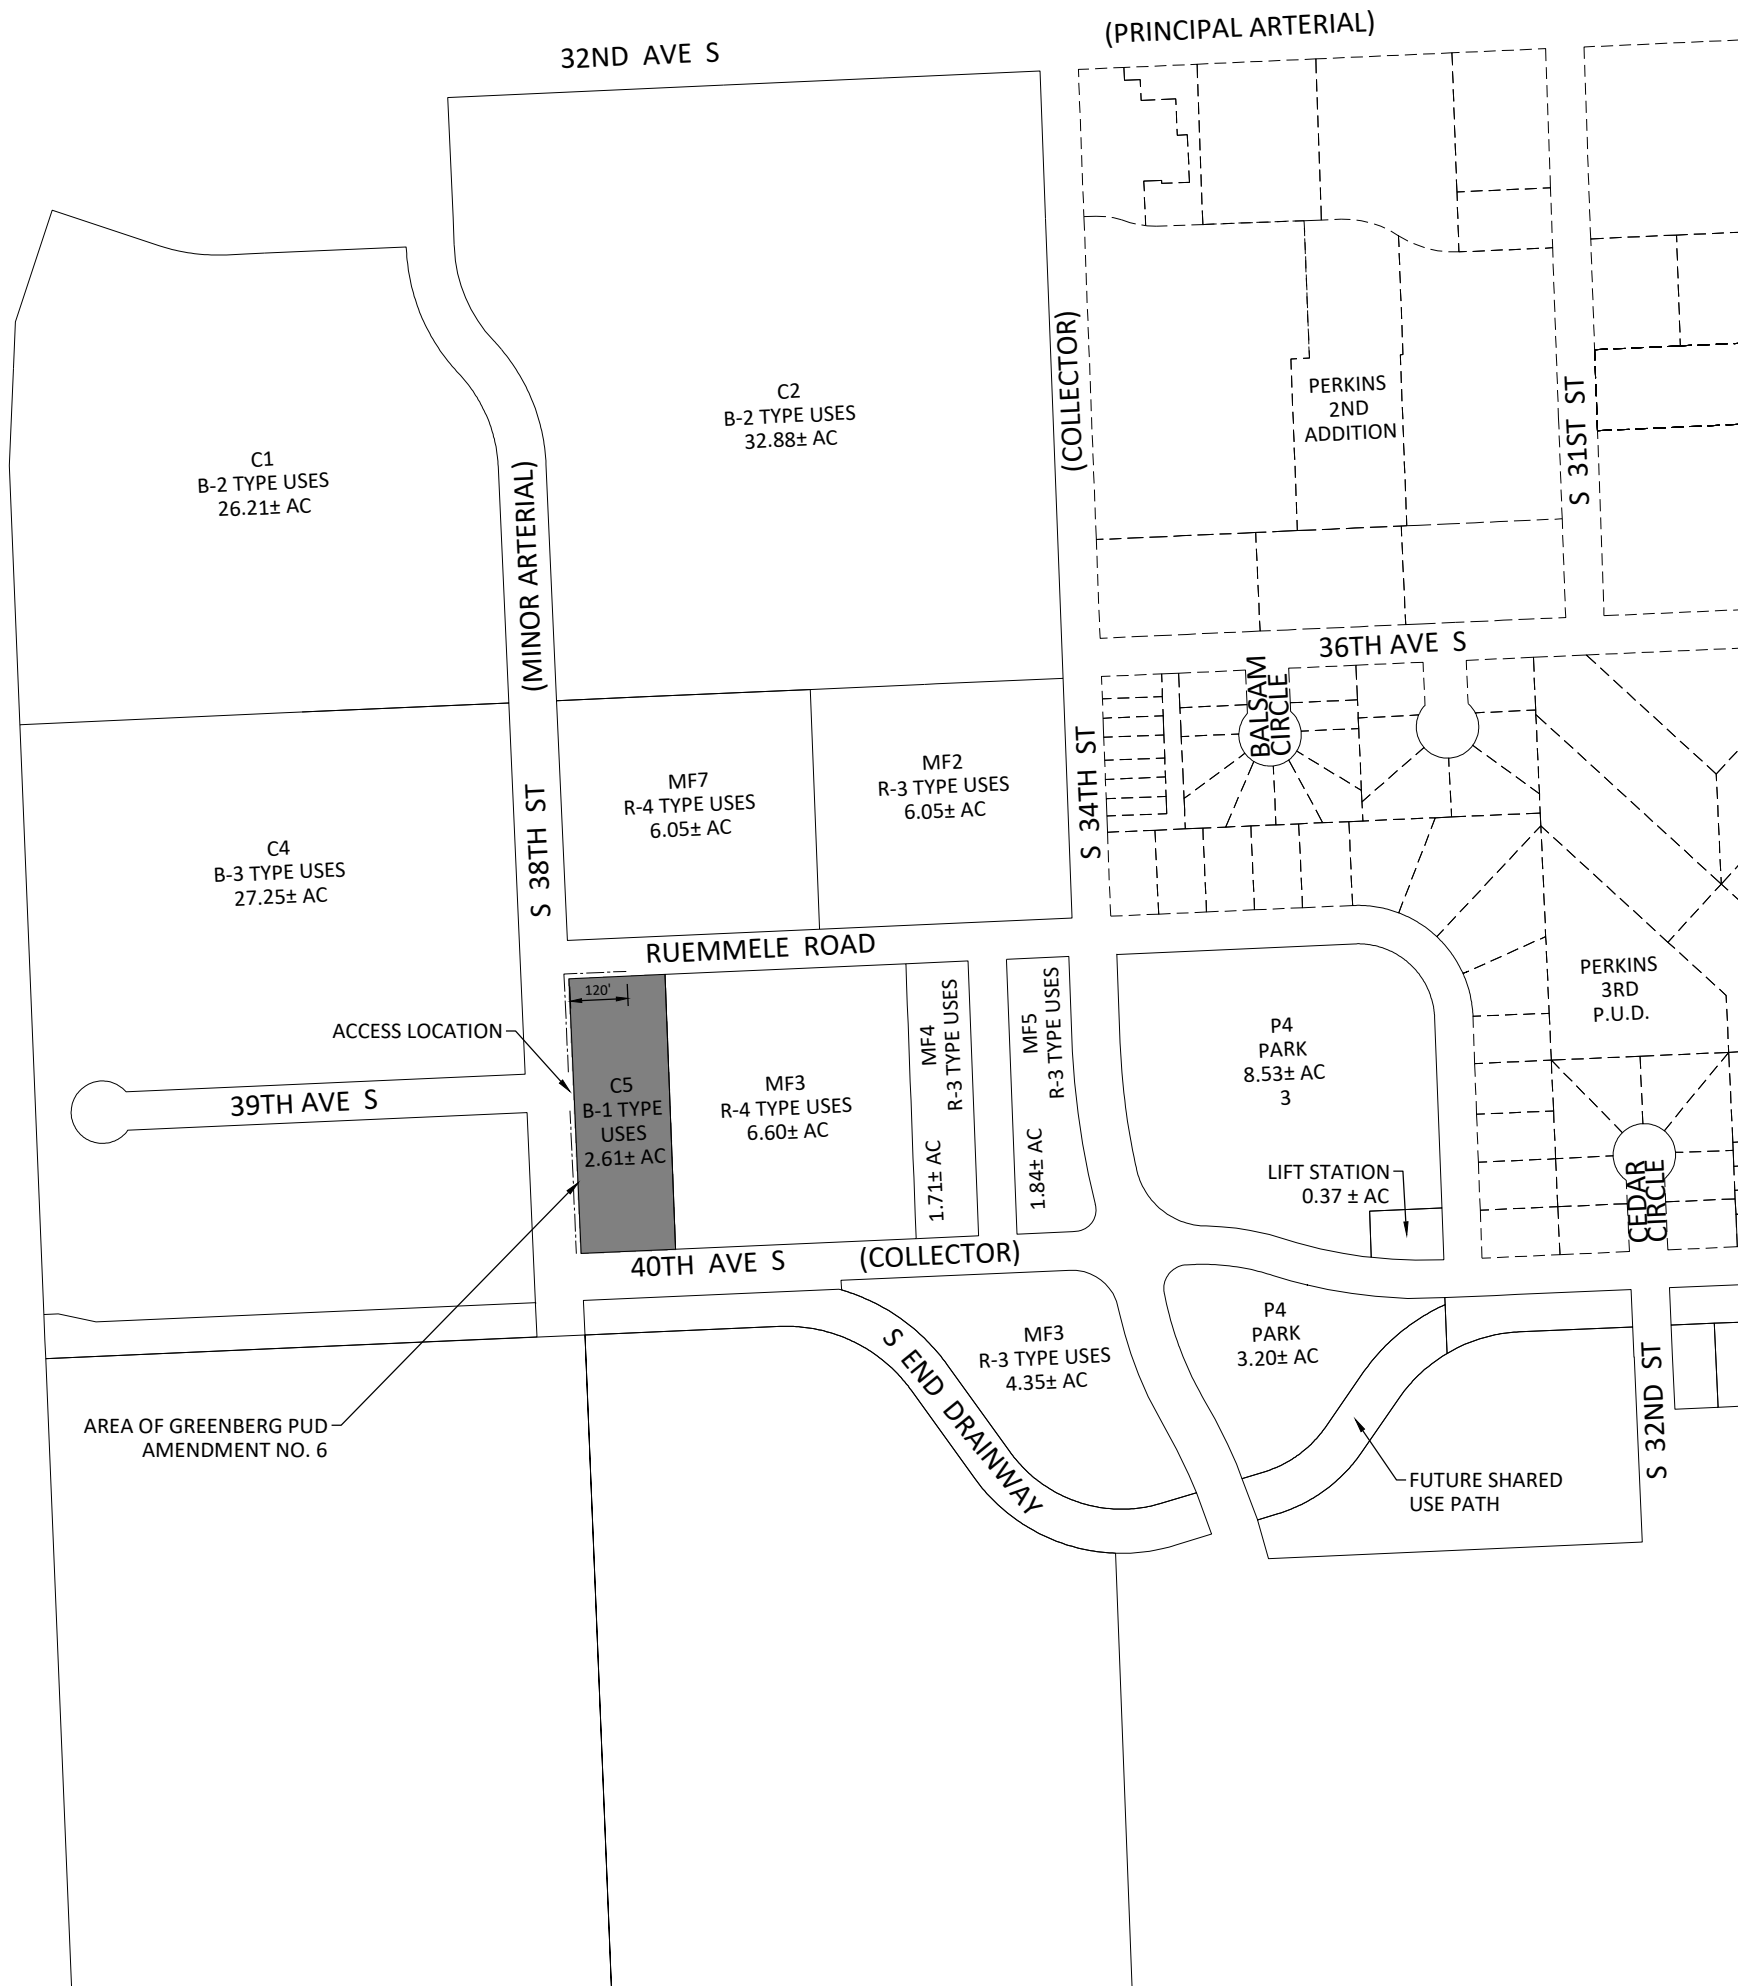 32ND AVE S
(PRINCIPAL ARTERIAL)
C1
B-2 TYPE USES
26.21± AC
C2
B-2 TYPE USES
32.88± AC
(MINOR ARTERIAL)
(COLLECTOR)
PERKINS
2ND
ADDITION
S 31ST ST
36TH AVE S
BALSAM
CIRCLE
S 34TH ST
C4
B-3 TYPE USES
27.25± AC
S 38TH ST
MF7
R-4 TYPE USES
6.05± AC
MF2
R-3 TYPE USES
6.05± AC
RUEMMELE ROAD
120'
ACCESS LOCATION
39TH AVE S
C5
B-1 TYPE
USES
2.61± AC
MF3
R-4 TYPE USES
6.60± AC
MF4
R-3 TYPE USES
1.71± AC
MF5
R-3 TYPE USES
1.84± AC
P4
PARK
8.53± AC
3
PERKINS
3RD
P.U.D.
LIFT STATION
0.37 ± AC
CEDAR
CIRCLE
40TH AVE S
(COLLECTOR)
MF3
R-3 TYPE USES
4.35± AC
P4
PARK
3.20± AC
S END DRAINWAY
S 32ND ST
AREA OF GREENBERG PUD
AMENDMENT NO. 6
FUTURE SHARED
USE PATH